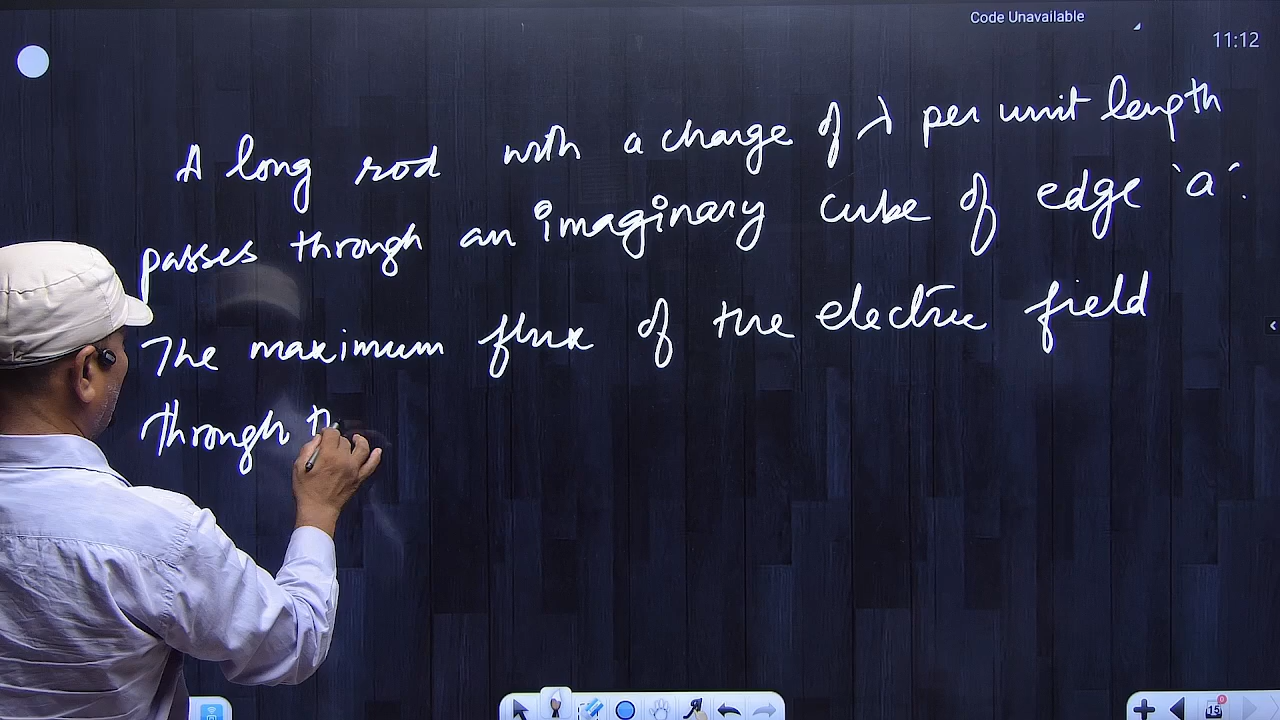 Code Unavailable
11:12
A long rod with a charge of λ per unit length
passes through an imaginary cube of edge 'a'.
The maximum flux of the electric field
through
15